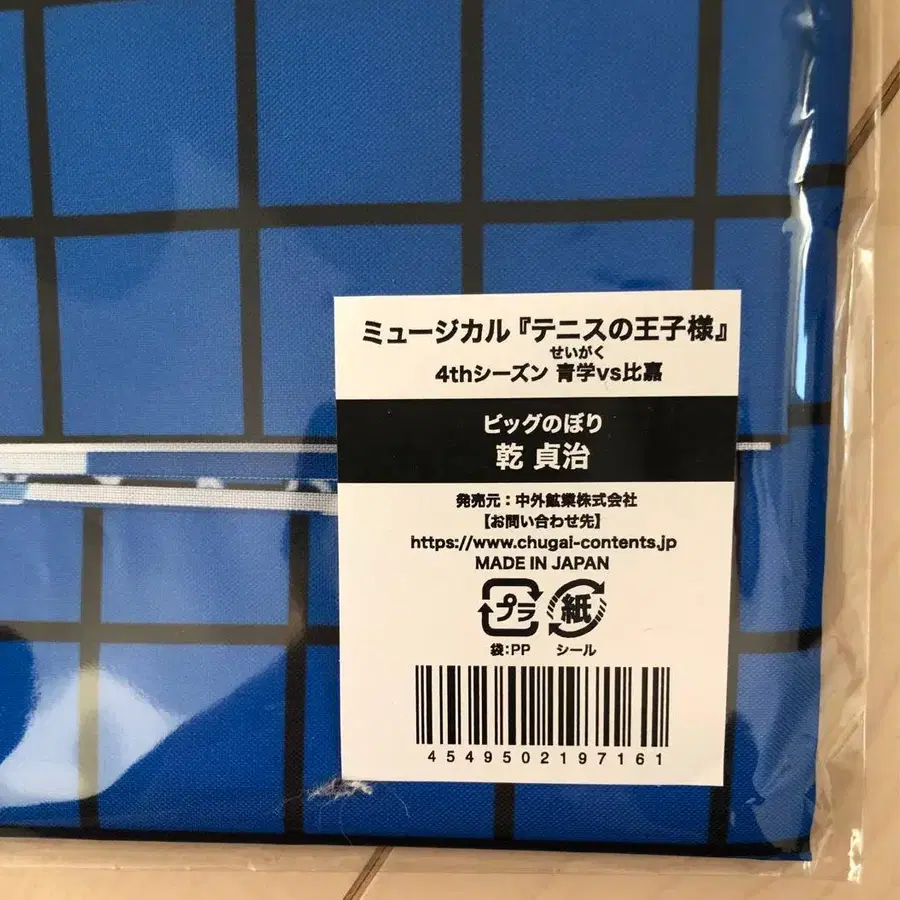 ミュージカル『テニスの王子様』
せいがく
4thシーズン 青学vs比嘉
ビッグのぼり
乾 貞治
発売元：中外鉱業株式会社
【お問い合わせ先】
https://www.chugai-contents.jp
MADE IN JAPAN
プラ 紙
袋：PP シール
4549502197161